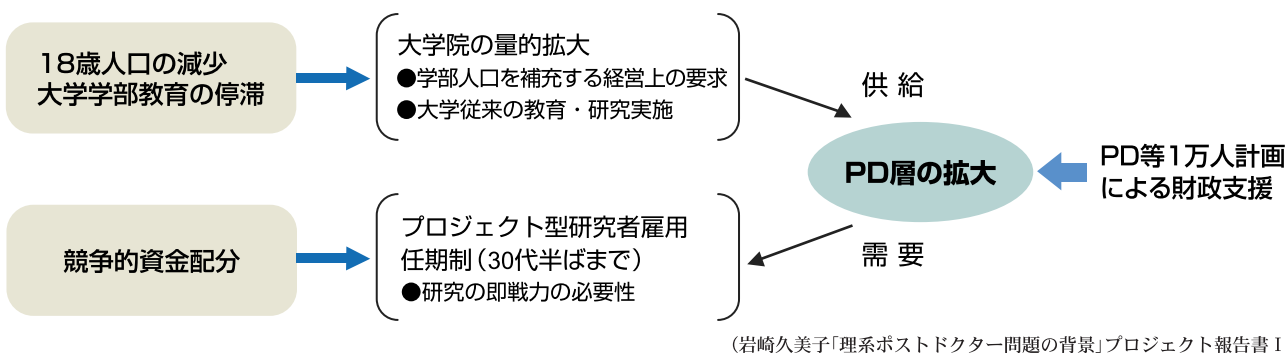 18歳人口の減少
大学学部教育の停滞
大学院の量的拡大
●学部人口を補充する経営上の要求
●大学従来の教育・研究実施
供 給
PD層の拡大
PD等1万人計画
による財政支援
競争的資金配分
プロジェクト型研究者雇用
任期制（30代半ばまで）
●研究の即戦力の必要性
需 要
（岩崎久美子「理系ポストドクター問題の背景」プロジェクト報告書Ⅰ